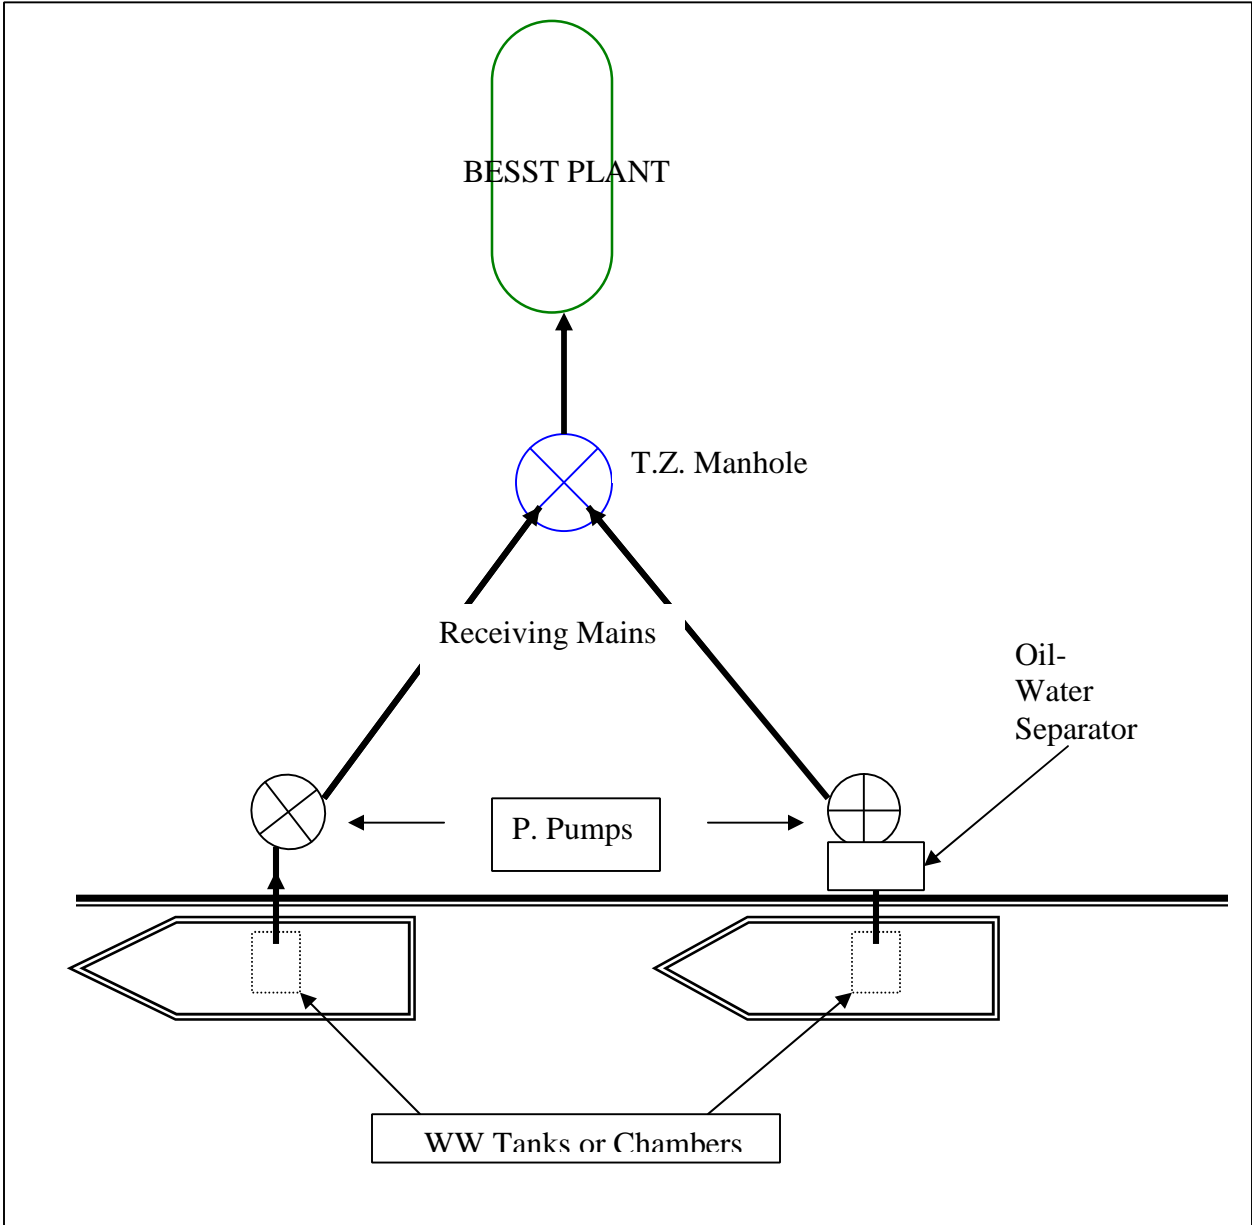 BESST PLANT
T.Z. Manhole
Receiving Mains
Oil-
Water
Separator
P. Pumps
WW Tanks or Chambers